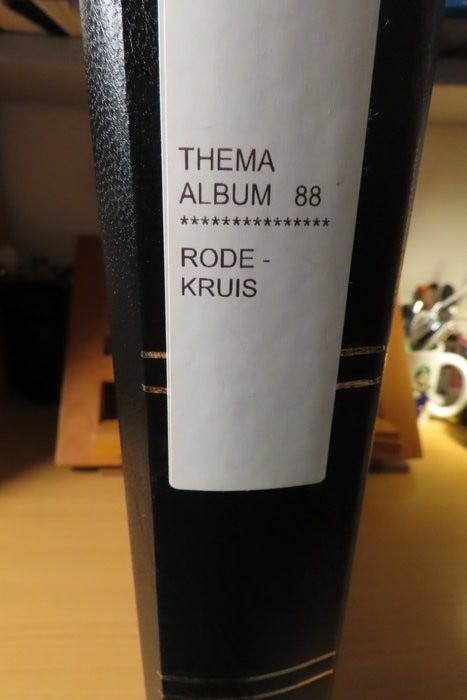 THEMA
ALBUM 88
***************
RODE -
KRUIS